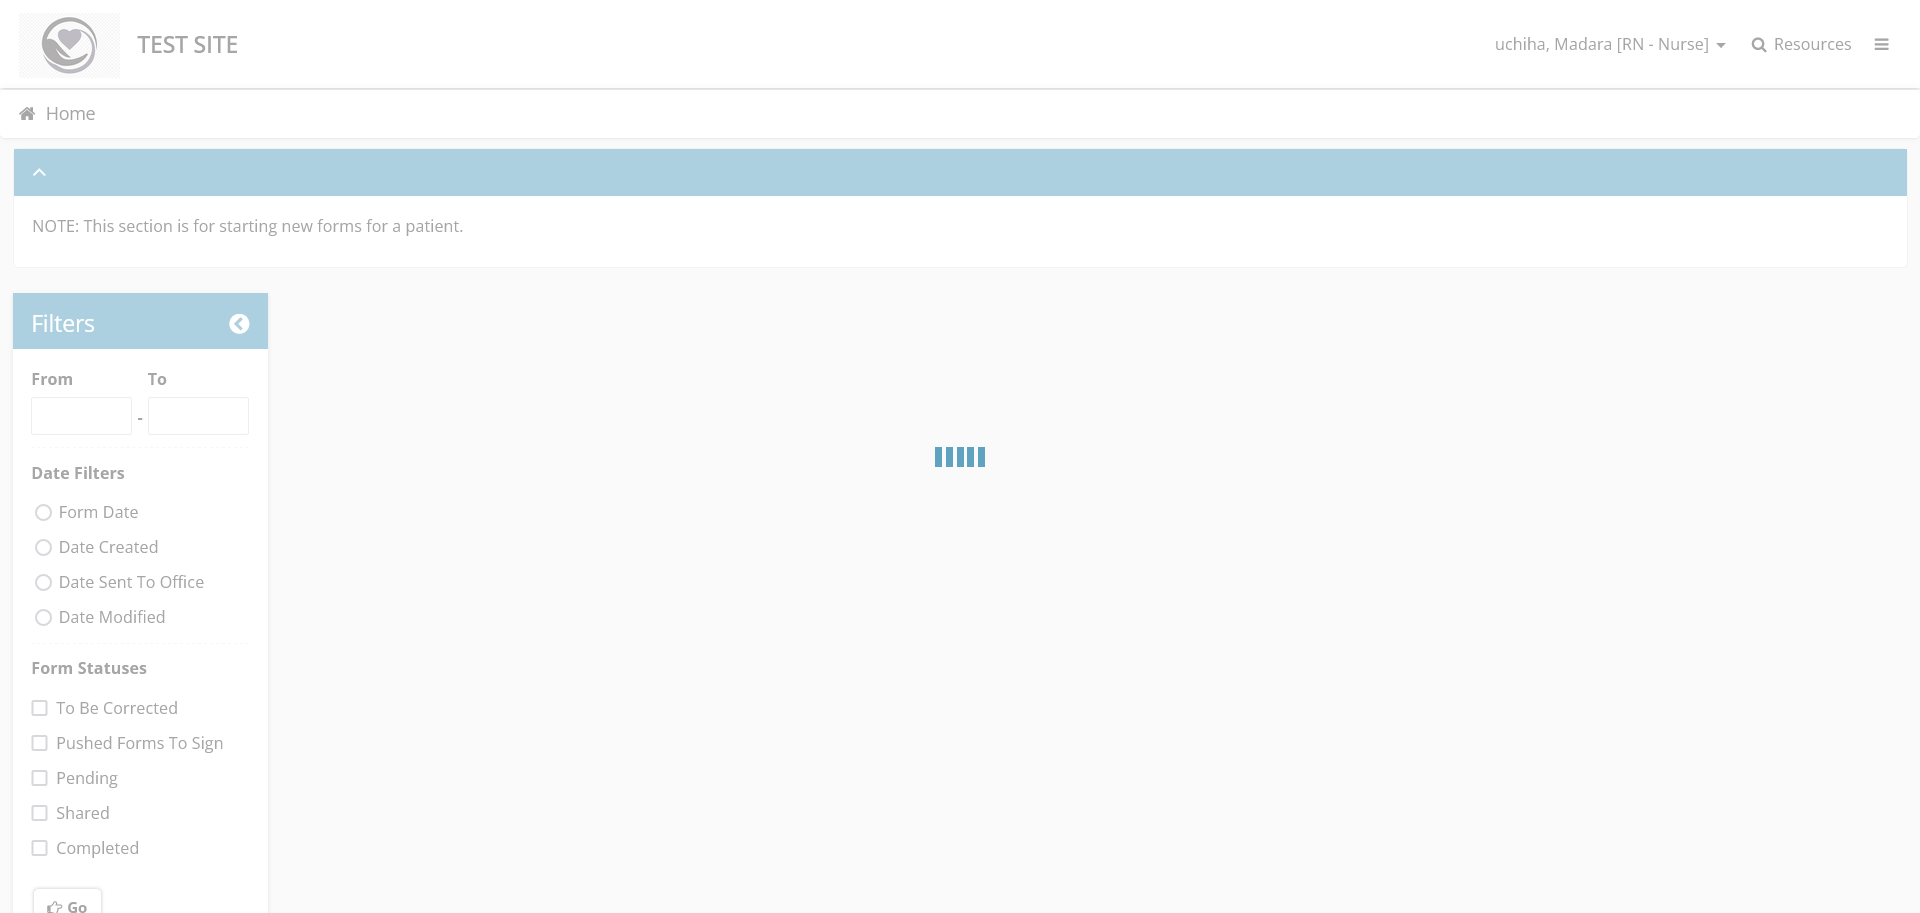 TEST SITE
uchiha, Madara [RN - Nurse]
Resources
Home
NOTE: This section is for starting new forms for a patient.
Filters
From To
-
Date Filters
Form Date
Date Created
Date Sent To Office
Date Modified
Form Statuses
To Be Corrected
Pushed Forms To Sign
Pending
Shared
Completed
Go